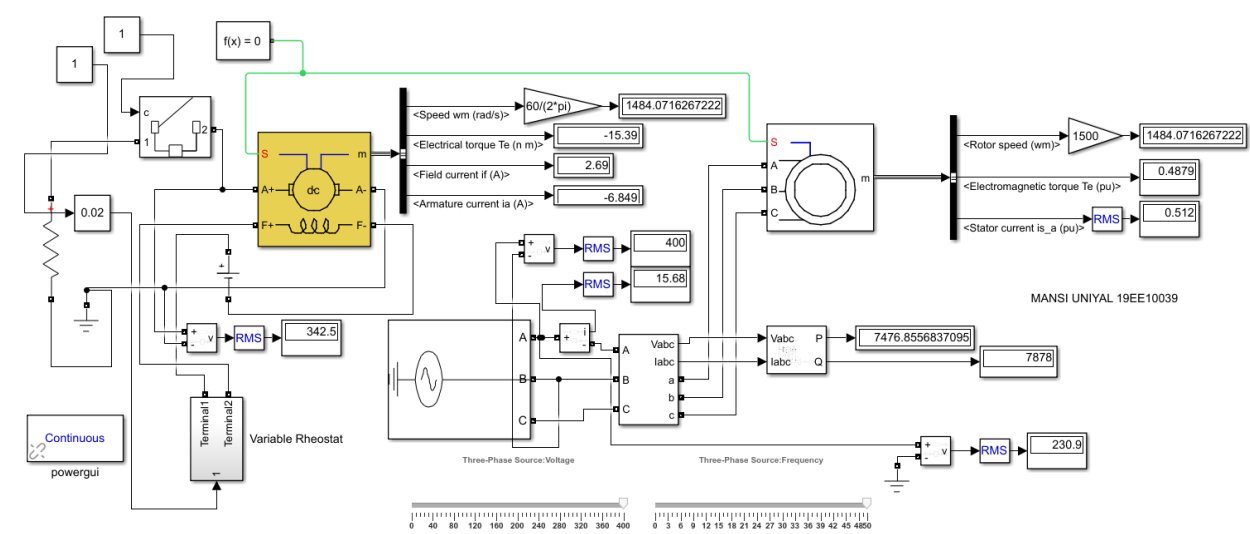 1
1
f(x) = 0
c
2
1
0.02
S
m
A+
dc
A-
F+
F-
<Speed wm (rad/s)>
60/(2*pi)
1484.0716267222
<Electrical torque Te (n m)
-15.39
<Field current if (A)>
2.69
<Armature current ia (A)>
-6.849
S
A
B
C
m
<Rotor speed (wm)>
1500
1484.0716267222
<Electromagnetic torque Te (pu)>
0.4879
<Stator current is_a (pu)>
RMS
0.512
MANSI UNIYAL 19EE10039
+
-
v
RMS
400
RMS
15.68
+
+
+
-
v
RMS
342.5
A
B
C
+
i
-
A
B
C
Vabc
Iabc
a
b
c
Vabc
Iabc
P
Q
7476.8556837095
7878
Continuous
powergui
Terminal1
Terminal2
1
Variable Rheostat
+
-
v
RMS
230.9
Three-Phase Source:Voltage
Three-Phase Source:Frequency
0 40 80 120 160 200 240 280 320 360 400
0 3 6 9 12 15 18 21 24 27 30 33 36 39 42 45 4850